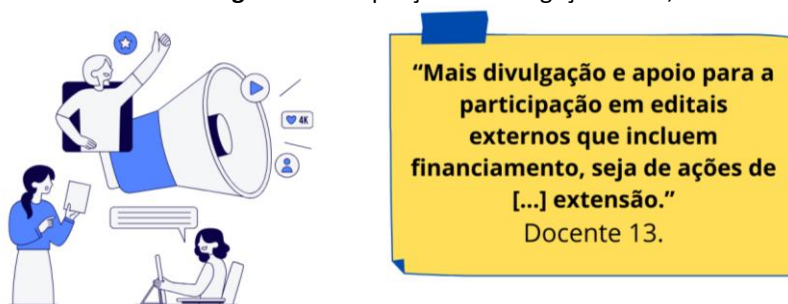 4K
“Mais divulgação e apoio para a
participação em editais
externos que incluem
financiamento, seja de ações de
[...] extensão.”
Docente 13.